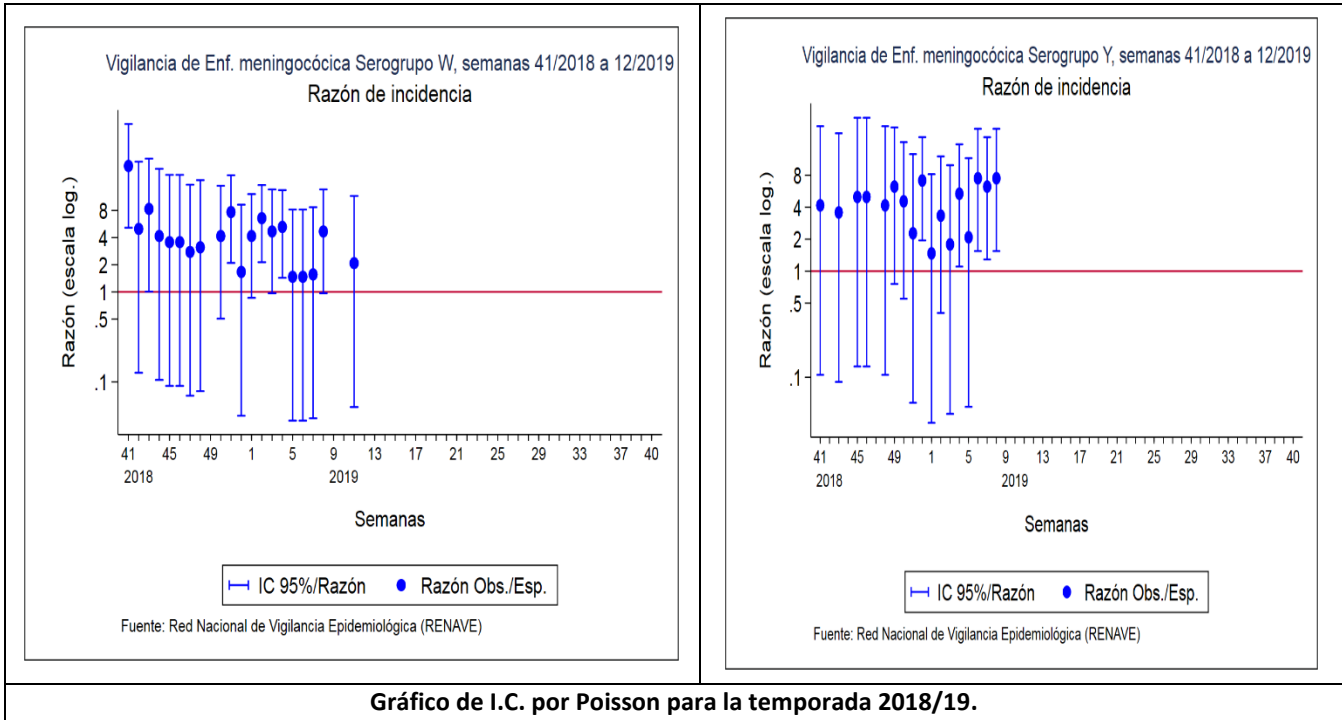 Vigilancia de Enf. meningocócica Serogrupo W, semanas 41/2018 a 12/2019
Razón de incidencia
Razón (escala log.)
8
4
2
1
.5
.1
41 45 49 1 5 9 13 17 21 25 29 33 37 40
2018 2019
Semanas
IC 95%/Razón Razón Obs./Esp.
Fuente: Red Nacional de Vigilancia Epidemiológica (RENAVE)
Vigilancia de Enf. meningocócica Serogrupo Y, semanas 41/2018 a 12/2019
Razón de incidencia
Razón (escala log.)
8
4
2
1
.5
.1
41 45 49 1 5 9 13 17 21 25 29 33 37 40
2018 2019
Semanas
IC 95%/Razón Razón Obs./Esp.
Fuente: Red Nacional de Vigilancia Epidemiológica (RENAVE)
Gráfico de I.C. por Poisson para la temporada 2018/19.